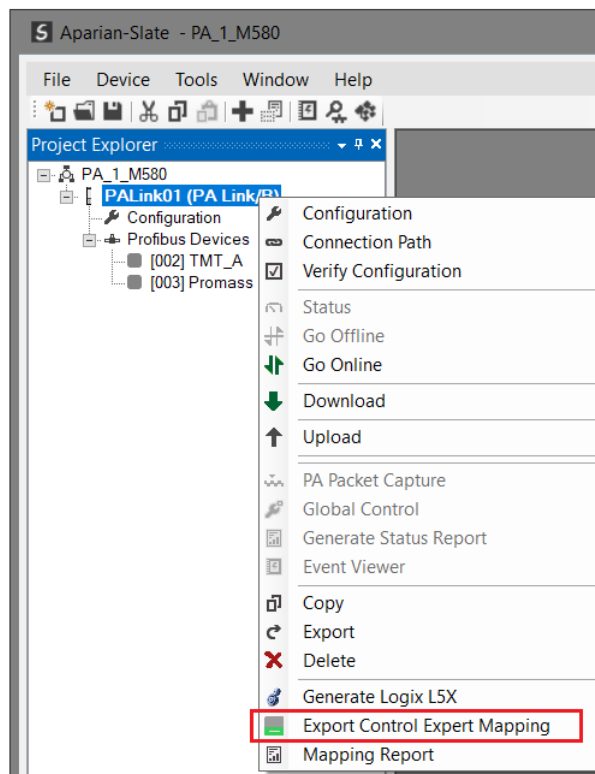 S Aparian-Slate - PA_1_M580
File Device Tools Window Help
Project Explorer
PA_1_M580
PALink01 (PA Link/B)
Configuration
Profibus Devices
[002] TMT_A
[003] Promass
Configuration
Connection Path
Verify Configuration
Status
Go Offline
Go Online
Download
Upload
PA Packet Capture
Global Control
Generate Status Report
Event Viewer
Copy
Export
Delete
Generate Logix L5X
Export Control Expert Mapping
Mapping Report